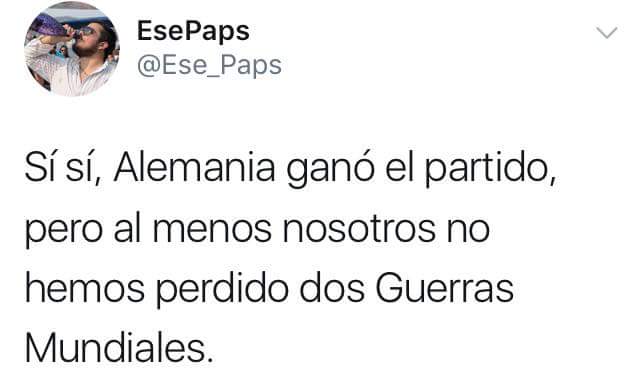 EsePaps
@Ese_Paps
Sí sí, Alemania ganó el partido,
pero al menos nosotros no
hemos perdido dos Guerras
Mundiales.